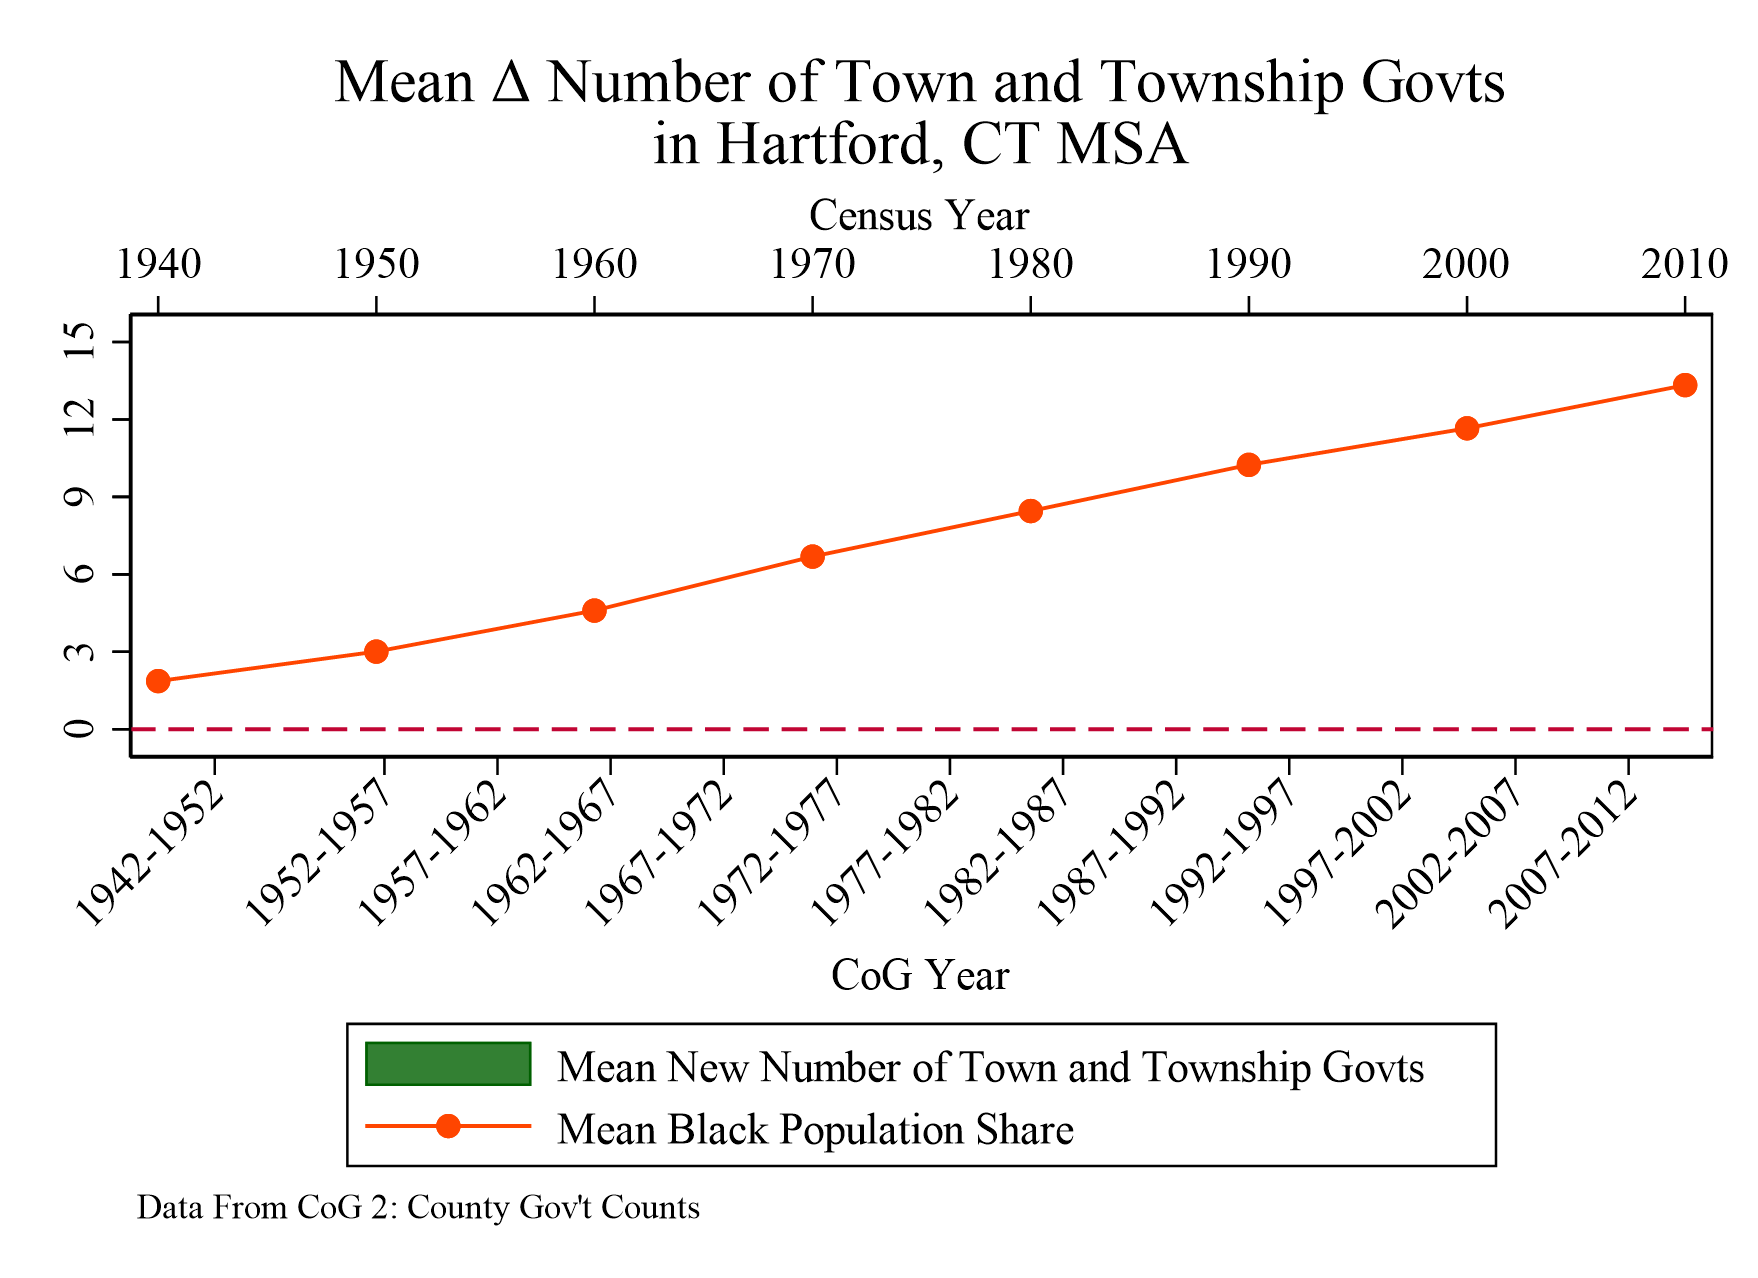 Mean Δ Number of Town and Township Govts
in Hartford, CT MSA
Census Year
1940 1950 1960 1970 1980 1990 2000 2010
15
12
9
6
3
0
1942-1952 1952-1957 1957-1962 1962-1967 1967-1972 1972-1977 1977-1982 1982-1987 1987-1992 1992-1997 1997-2002 2002-2007 2007-2012
CoG Year
Mean New Number of Town and Township Govts
Mean Black Population Share
Data From CoG 2: County Gov't Counts